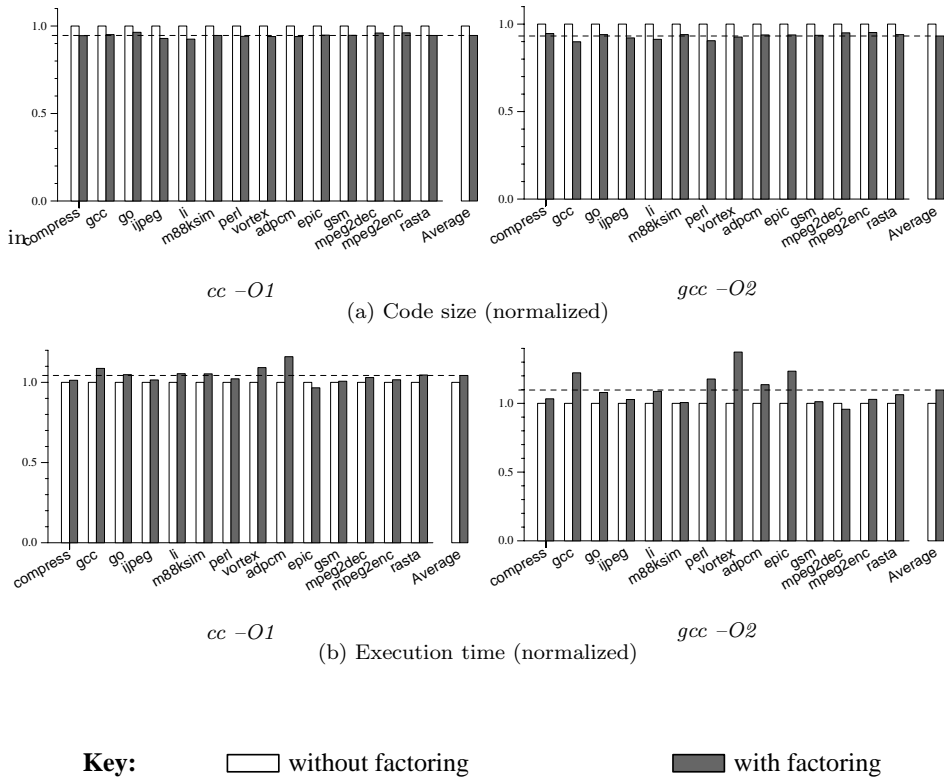 1.0
0.5
0.0
compress gcc go ijpeg li m88ksim perl vortex adpcm epic gsm mpeg2dec mpeg2enc rasta Average
in
cc –O1
1.0
0.5
0.0
compress gcc go ijpeg li m88ksim perl vortex adpcm epic gsm mpeg2dec mpeg2enc rasta Average
gcc –O2
(a) Code size (normalized)
1.0
0.5
0.0
compress gcc go ijpeg li m88ksim perl vortex adpcm epic gsm mpeg2dec mpeg2enc rasta Average
cc –O1
1.0
0.5
0.0
compress gcc go ijpeg li m88ksim perl vortex adpcm epic gsm mpeg2dec mpeg2enc rasta Average
gcc –O2
(b) Execution time (normalized)
Key: without factoring with factoring